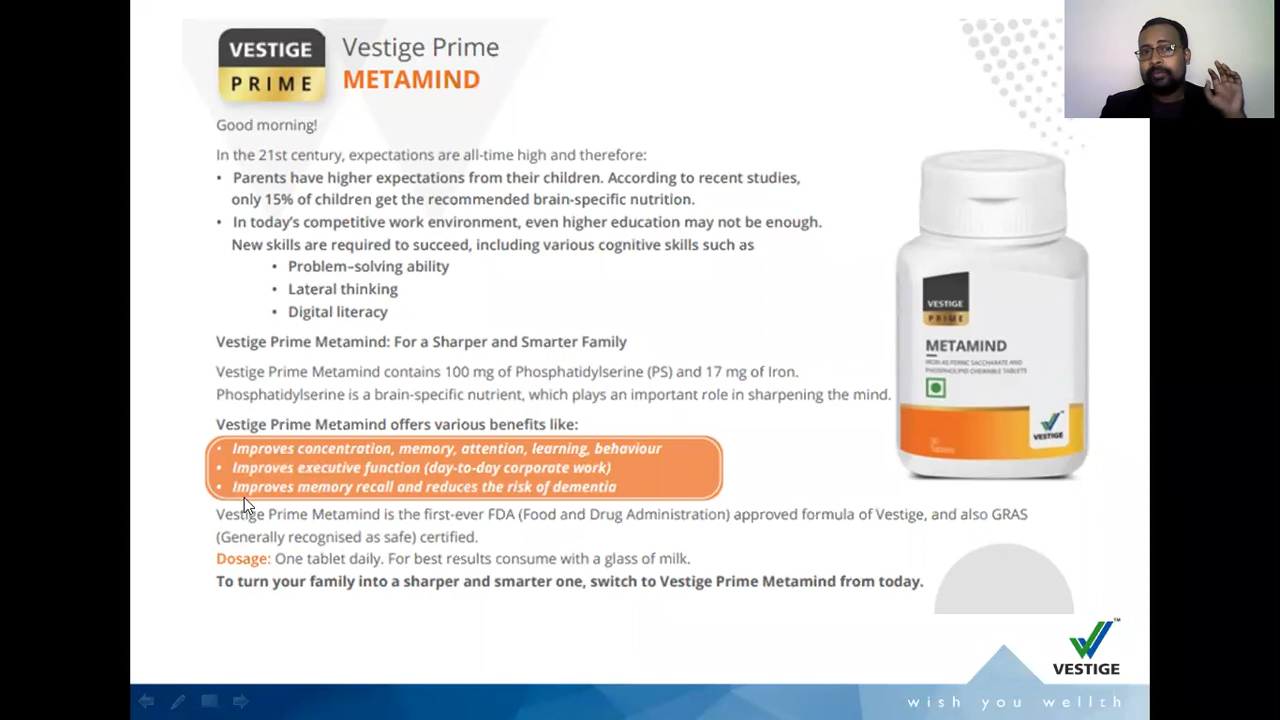 VESTIGE
PRIME
Vestige Prime
METAMIND
Good morning!
In the 21st century, expectations are all-time high and therefore:
• Parents have higher expectations from their children. According to recent studies,
only 15% of children get the recommended brain-specific nutrition.
• In today's competitive work environment, even higher education may not be enough.
New skills are required to succeed, including various cognitive skills such as
• Problem–solving ability
• Lateral thinking
• Digital literacy
Vestige Prime Metamind: For a Sharper and Smarter Family
Vestige Prime Metamind contains 100 mg of Phosphatidylserine (PS) and 17 mg of Iron.
Phosphatidylserine is a brain-specific nutrient, which plays an important role in sharpening the mind.
Vestige Prime Metamind offers various benefits like:
• Improves concentration, memory, attention, learning, behaviour
• Improves executive function (day-to-day corporate work)
• Improves memory recall and reduces the risk of dementia
Vestige Prime Metamind is the first-ever FDA (Food and Drug Administration) approved formula of Vestige, and also GRAS
(Generally recognised as safe) certified.
Dosage: One tablet daily. For best results consume with a glass of milk.
To turn your family into a sharper and smarter one, switch to Vestige Prime Metamind from today.
VESTIGE
PRIME
METAMIND
IRON AS FERRIC SACCHARATE AND
PHOSPHOLIPID CHEWABLE TABLETS
VESTIGE
VESTIGE
wish you wellth